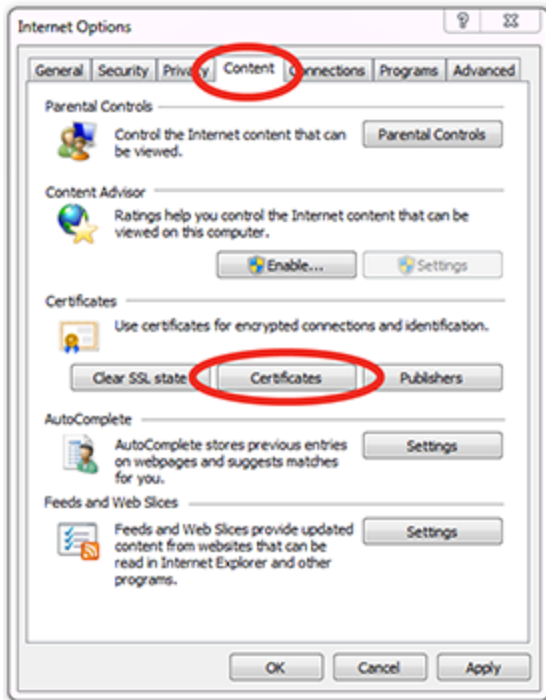 Internet Options
General Security Privacy Content Connections Programs Advanced
Parental Controls
Control the Internet content that can
be viewed.
Parental Controls
Content Advisor
Ratings help you control the Internet content that can be
viewed on this computer.
Enable...
Settings
Certificates
Use certificates for encrypted connections and identification.
Clear SSL state
Certificates
Publishers
AutoComplete
AutoComplete stores previous entries
on webpages and suggests matches
for you.
Settings
Feeds and Web Slices
Feeds and Web Slices provide updated
content from websites that can be
read in Internet Explorer and other
programs.
Settings
OK
Cancel
Apply